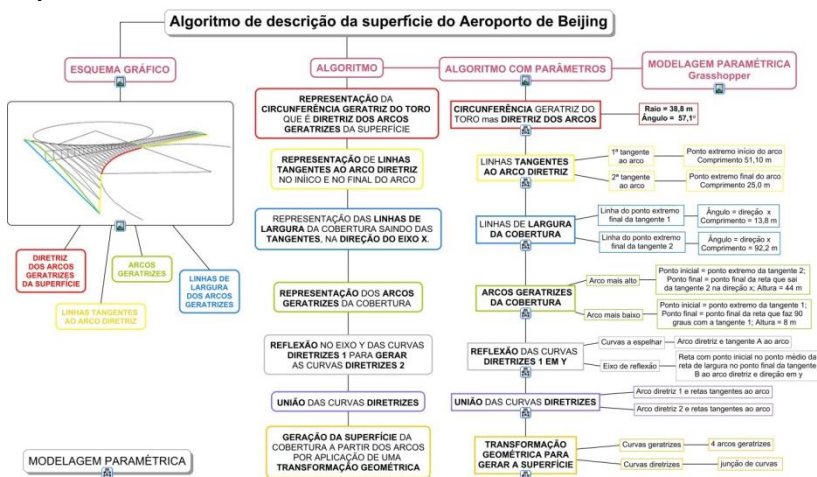 Algoritmo de descrição da superfície do Aeroporto de Beijing
ESQUEMA GRÁFICO
DIRETRIZ
DOS ARCOS
GERATRIZES
DA SUPERFÍCIE
ARCOS
GERATRIZES
LINHAS DE
LARGURA
DOS ARCOS
GERATRIZES
LINHAS TANGENTES
AO ARCO DIRETRIZ
MODELAGEM PARAMÉTRICA
ALGORITMO
REPRESENTAÇÃO DA
CIRCUNFERÊNCIA GERATRIZ DO TORO
QUE É DIRETRIZ DOS ARCOS
GERATRIZES DA SUPERFÍCIE
REPRESENTAÇÃO DE LINHAS
TANGENTES AO ARCO DIRETRIZ
NO INÍICO E NO FINAL DO ARCO
REPRESENTAÇÃO DAS LINHAS DE
LARGURA DA COBERTURA SAINDO DAS
TANGENTES, NA DIREÇÃO DO EIXO X.
REPRESENTAÇÃO DOS ARCOS
GERATRIZES DA COBERTURA
REFLEXÃO NO EIXO Y DAS CURVAS
DIRETRIZES 1 PARA GERAR
AS CURVAS DIRETRIZES 2
UNIÃO DAS CURVAS DIRETRIZES
GERAÇÃO DA SUPERFÍCIE DA
COBERTURA A PARTIR DOS ARCOS
POR APLICAÇÃO DE UMA
TRANSFORMAÇÃO GEOMÉTRICA
ALGORITMO COM PARÂMETROS
MODELAGEM PARAMÉTRICA
Grasshopper
CIRCUNFERÊNCIA GERATRIZ DO
TORO mas DIRETRIZ DOS ARCOS
Raio = 38,8 m
Ângulo = 57,1°
LINHAS TANGENTES
AO ARCO DIRETRIZ
1ª tangente
ao arco
Ponto extremo início do arco
Comprimento 51,10 m
2ª tangente
ao arco
Ponto extremo final do arco
Comprimento 25,0 m
LINHAS DE LARGURA
DA COBERTURA
Linha do ponto extremo
final da tangente 1
Ângulo = direção x
Comprimento = 13,8 m
Linha do ponto extremo
final da tangente 2
Ângulo = direção x
Comprimento = 92,2 m
ARCOS GERATRIZES
DA COBERTURA
Arco mais alto
Ponto inicial = ponto extremo da tangente 2;
Ponto final = ponto final da reta que sai
da tangente 2 na direção x; Altura = 44 m
Arco mais baixo
Ponto inicial = ponto extremo da tangente 1;
Ponto final = ponto final da reta que faz 90
graus com a tangente 1; Altura = 8 m
REFLEXÃO DAS CURVAS
DIRETRIZES 1 EM Y
Curvas a espelhar
Arco diretriz e tangente A ao arco
Eixo de reflexão
Reta com ponto inicial no ponto médio da
reta de largura no ponto final da tangente
B ao arco diretriz e direção em y
UNIÃO DAS CURVAS DIRETRIZES
Arco diretriz 1 e retas tangentes ao arco
Arco diretriz 2 e retas tangentes ao arco
TRANSFORMAÇÃO
GEOMÉTRICA PARA
GERAR A SUPERFÍCIE
Curvas geratrizes
4 arcos geratrizes
Curvas diretrizes
junção de curvas